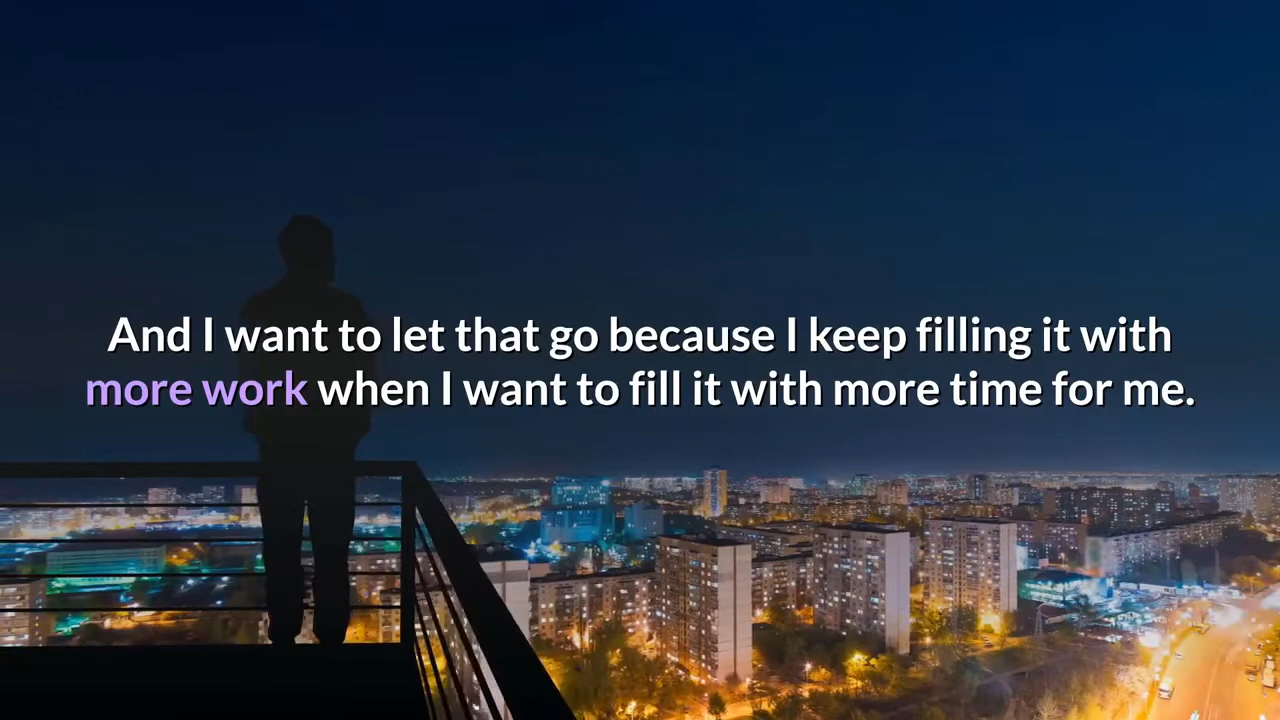 And I want to let that go because I keep filling it with
more work when I want to fill it with more time for me.